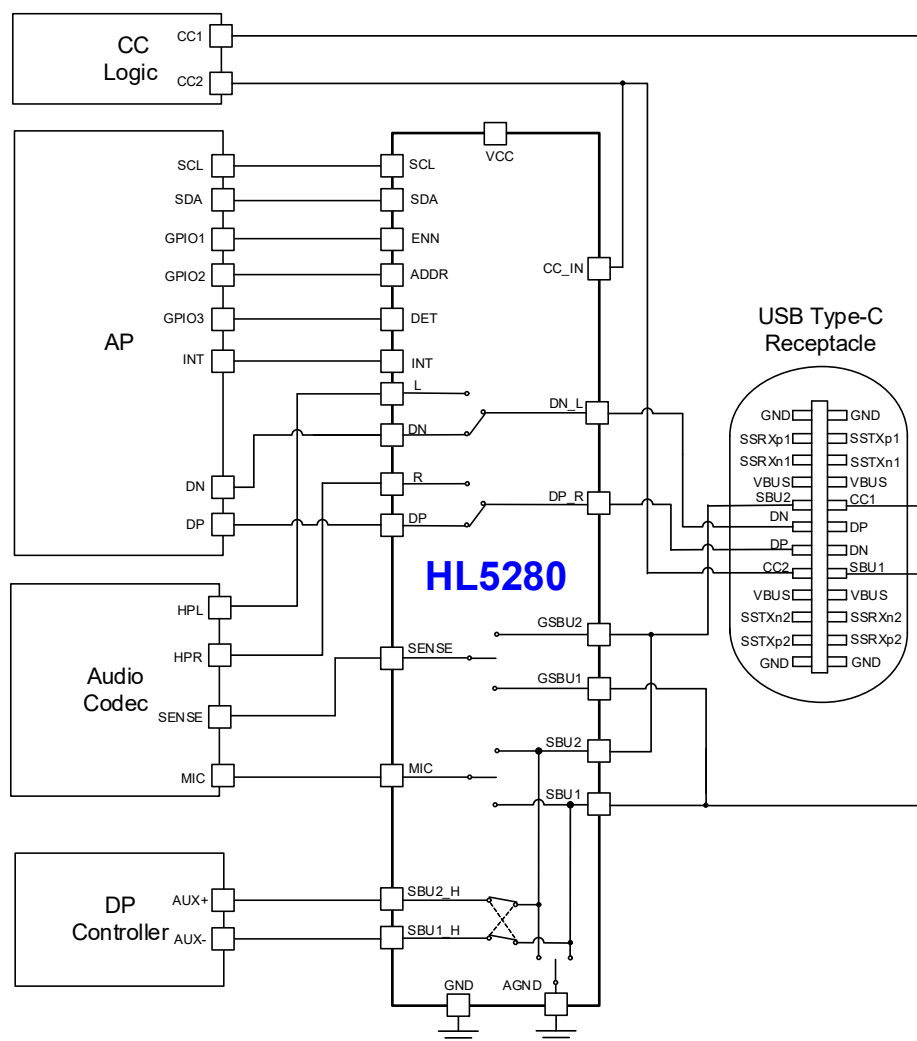 CC
Logic
CC1
CC2
AP
SCL
SDA
GPIO1
GPIO2
GPIO3
INT
DN
DP
Audio
Codec
HPL
HPR
SENSE
MIC
DP
Controller
AUX+
AUX-
VCC
SCL
SDA
ENN
ADDR
DET
INT
L
DN
R
DP
HL5280
SENSE
MIC
SBU2_H
SBU1_H
GND
AGND
CC_IN
DN_L
DP_R
GSBU2
GSBU1
SBU2
SBU1
USB Type-C
Receptacle
GND
SSRXp1
SSRXn1
VBUS
SBU2
DN
DP
CC2
VBUS
SSTXn2
SSTXp2
GND
GND
SSTXp1
SSTXn1
VBUS
CC1
DP
DN
SBU1
VBUS
SSRXn2
SSRXp2
GND